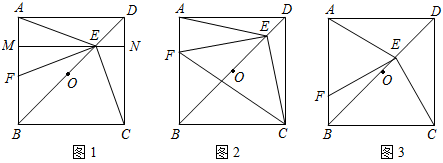 A D A D A D
M E N F E E
F O O F O
B C B C B C
图1 图2 图3